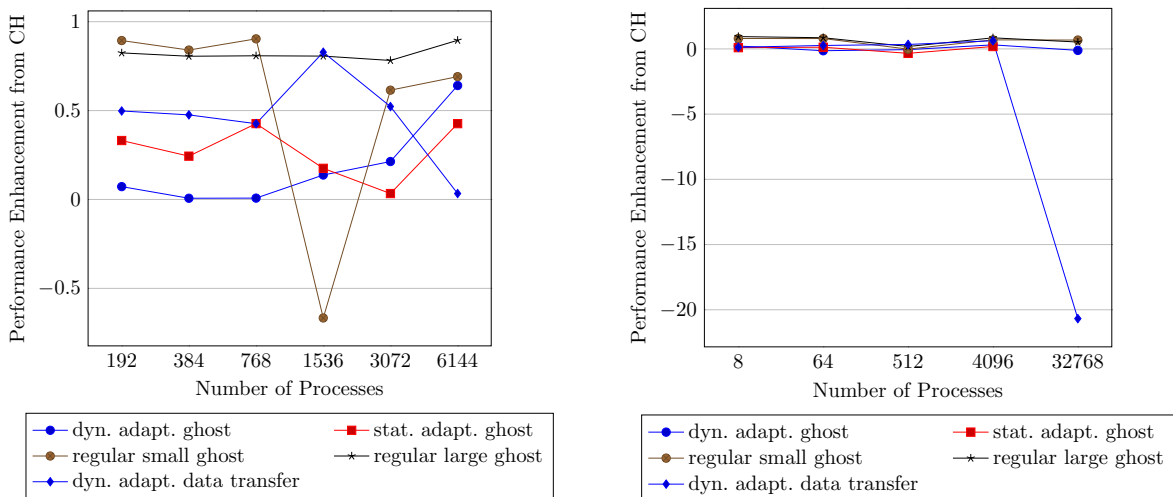 Performance Enhancement from CH
1
0.5
0
−0.5
192 384 768 1536 3072 6144
Number of Processes
dyn. adapt. ghost
stat. adapt. ghost
regular small ghost
regular large ghost
dyn. adapt. data transfer
Performance Enhancement from CH
0
−5
−10
−15
−20
8 64 512 4096 32768
Number of Processes
dyn. adapt. ghost
stat. adapt. ghost
regular small ghost
regular large ghost
dyn. adapt. data transfer